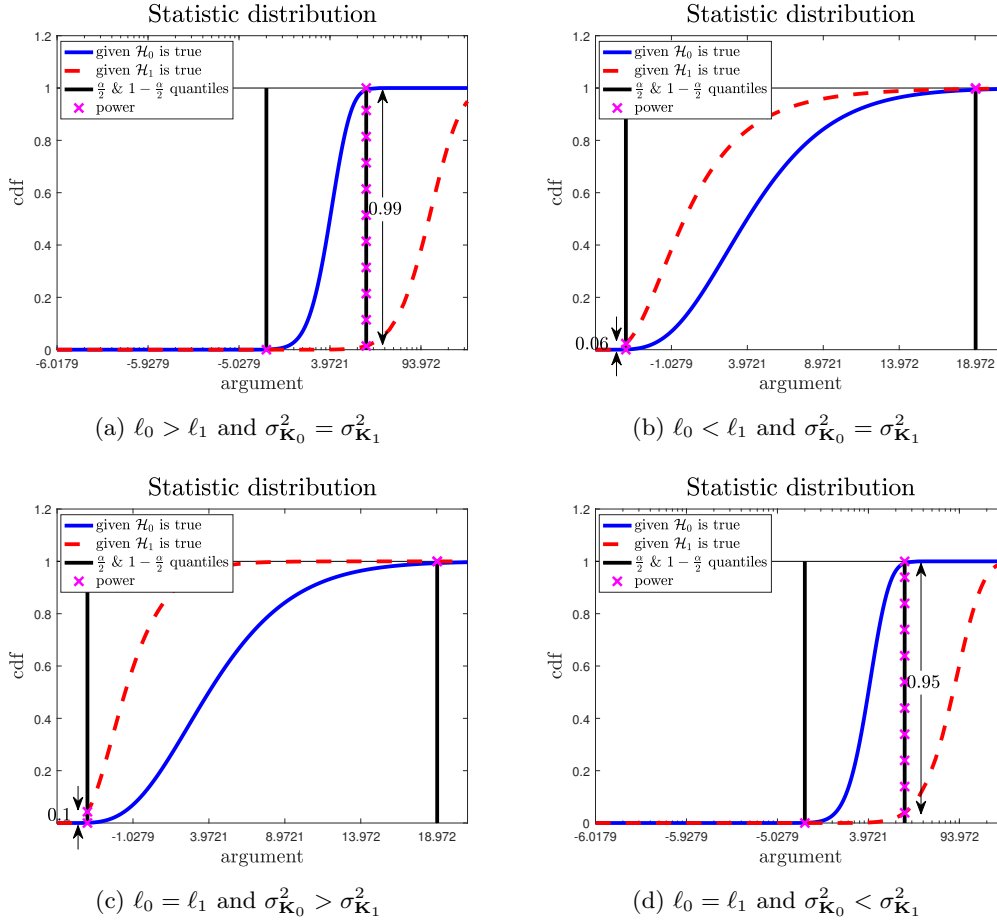 Statistic distribution
given H₀ is true
given H₁ is true
α/2 & 1 − α/2 quantiles
power
1.2
1
0.8
0.6
0.4
0.2
0
cdf
0.99
-6.0179 -5.9279 -5.0279 3.9721 93.972
argument
(a) ℓ₀ > ℓ₁ and σ²_K₀ = σ²_K₁
Statistic distribution
given H₀ is true
given H₁ is true
α/2 & 1 − α/2 quantiles
power
1.2
1
0.8
0.6
0.4
0.2
0
cdf
0.06
-1.0279 3.9721 8.9721 13.972 18.972
argument
(b) ℓ₀ < ℓ₁ and σ²_K₀ = σ²_K₁
Statistic distribution
given H₀ is true
given H₁ is true
α/2 & 1 − α/2 quantiles
power
1.2
1
0.8
0.6
0.4
0.2
0
cdf
0.1
-1.0279 3.9721 8.9721 13.972 18.972
argument
(c) ℓ₀ = ℓ₁ and σ²_K₀ > σ²_K₁
Statistic distribution
given H₀ is true
given H₁ is true
α/2 & 1 − α/2 quantiles
power
1.2
1
0.8
0.6
0.4
0.2
0
cdf
0.95
-6.0179 -5.9279 -5.0279 3.9721 93.972
argument
(d) ℓ₀ = ℓ₁ and σ²_K₀ < σ²_K₁